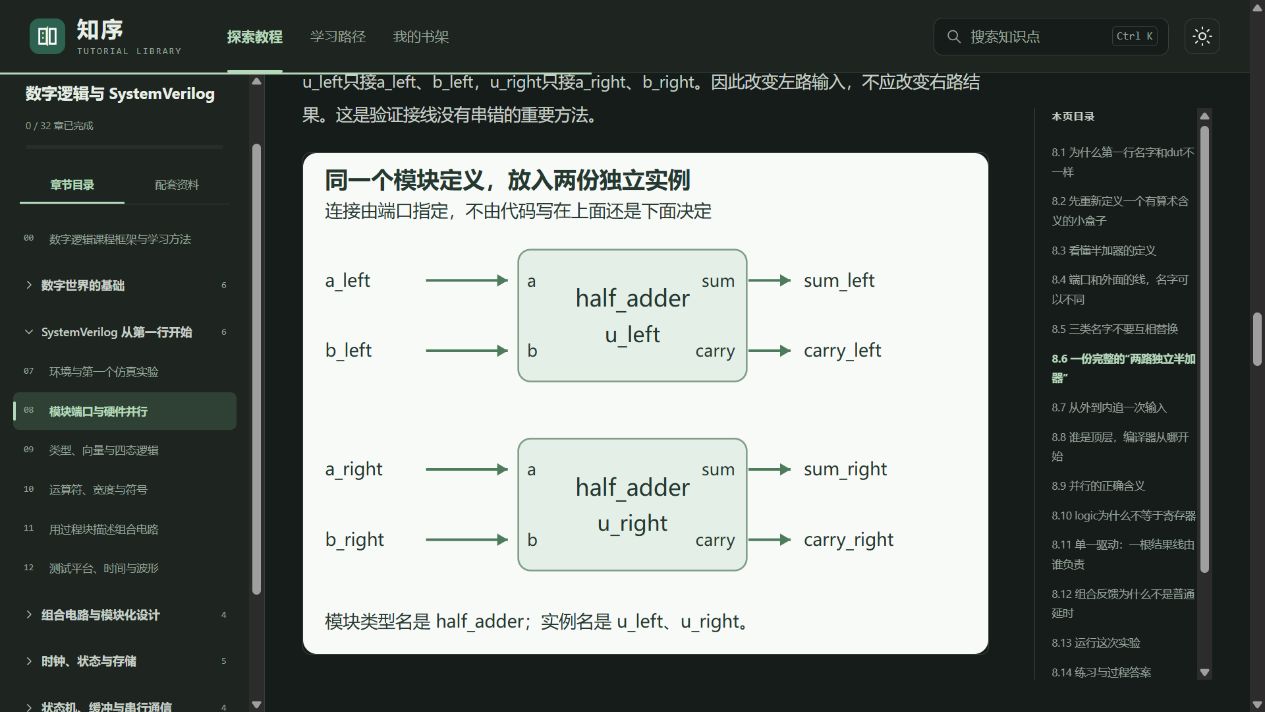 知序
TUTORIAL LIBRARY
探索教程
学习路径
我的书架
搜索知识点
Ctrl K
数字逻辑与 SystemVerilog
0 / 32 章已完成
章节目录
配套资料
00 数字逻辑课程框架与学习方法
数字世界的基础 6
SystemVerilog 从第一行开始 6
07 环境与第一个仿真实验
08 模块端口与硬件并行
09 类型、向量与四态逻辑
10 运算符、宽度与符号
11 用过程块描述组合电路
12 测试平台、时间与波形
组合电路与模块化设计 4
时钟、状态与存储 5
状态机、缓冲与串行通信 4
u_left只接a_left、b_left，u_right只接a_right、b_right。因此改变左路输入，不应改变右路结
果。这是验证接线没有串错的重要方法。
同一个模块定义，放入两份独立实例
连接由端口指定，不由代码写在上面还是下面决定
a_left
a
sum
sum_left
half_adder
u_left
b_left
b
carry
carry_left
a_right
a
sum
sum_right
half_adder
u_right
b_right
b
carry
carry_right
模块类型名是 half_adder；实例名是 u_left、u_right。
本页目录
8.1 为什么第一行名字和dut不
一样
8.2 先重新定义一个有算术含
义的小盒子
8.3 看懂半加器的定义
8.4 端口和外面的线，名字可
以不同
8.5 三类名字不要互相替换
8.6 一份完整的“两路独立半加
器”
8.7 从外到内追一次输入
8.8 谁是顶层，编译器从哪开
始
8.9 并行的正确含义
8.10 logic为什么不等于寄存器
8.11 单一驱动：一根结果线由
谁负责
8.12 组合反馈为什么不是普通
延时
8.13 运行这次实验
8.14 练习与过程答案